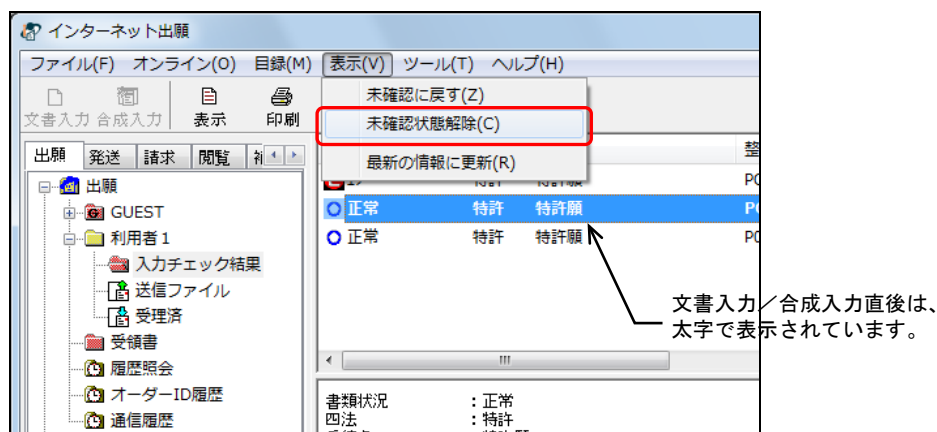 インターネット出願
ファイル(F) オンライン(O) 目録(M) 表示(V) ツール(T) ヘルプ(H)
文書入力 合成入力 表示 印刷
未確認に戻す(Z)
未確認状態解除(C)
最新の情報に更新(R)
出願 発送 請求 閲覧
整
出願
GUEST
利用者1
入力チェック結果
送信ファイル
受理済
受領書
履歴照会
オーダーID履歴
通信履歴
特許 特許願 PO
正常 特許 特許願 PO
正常 特許 特許願 PO
文書入力/合成入力直後は、
太字で表示されています。
書類状況 :正常
四法 :特許